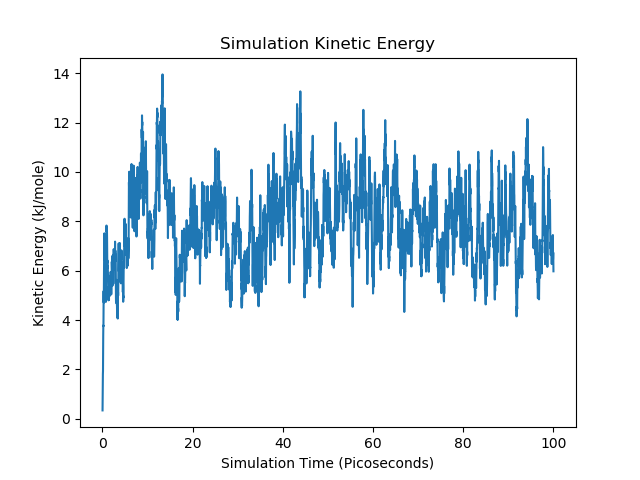 Simulation Kinetic Energy
Kinetic Energy (kJ/mole)
14
12
10
8
6
4
2
0
0 20 40 60 80 100
Simulation Time (Picoseconds)